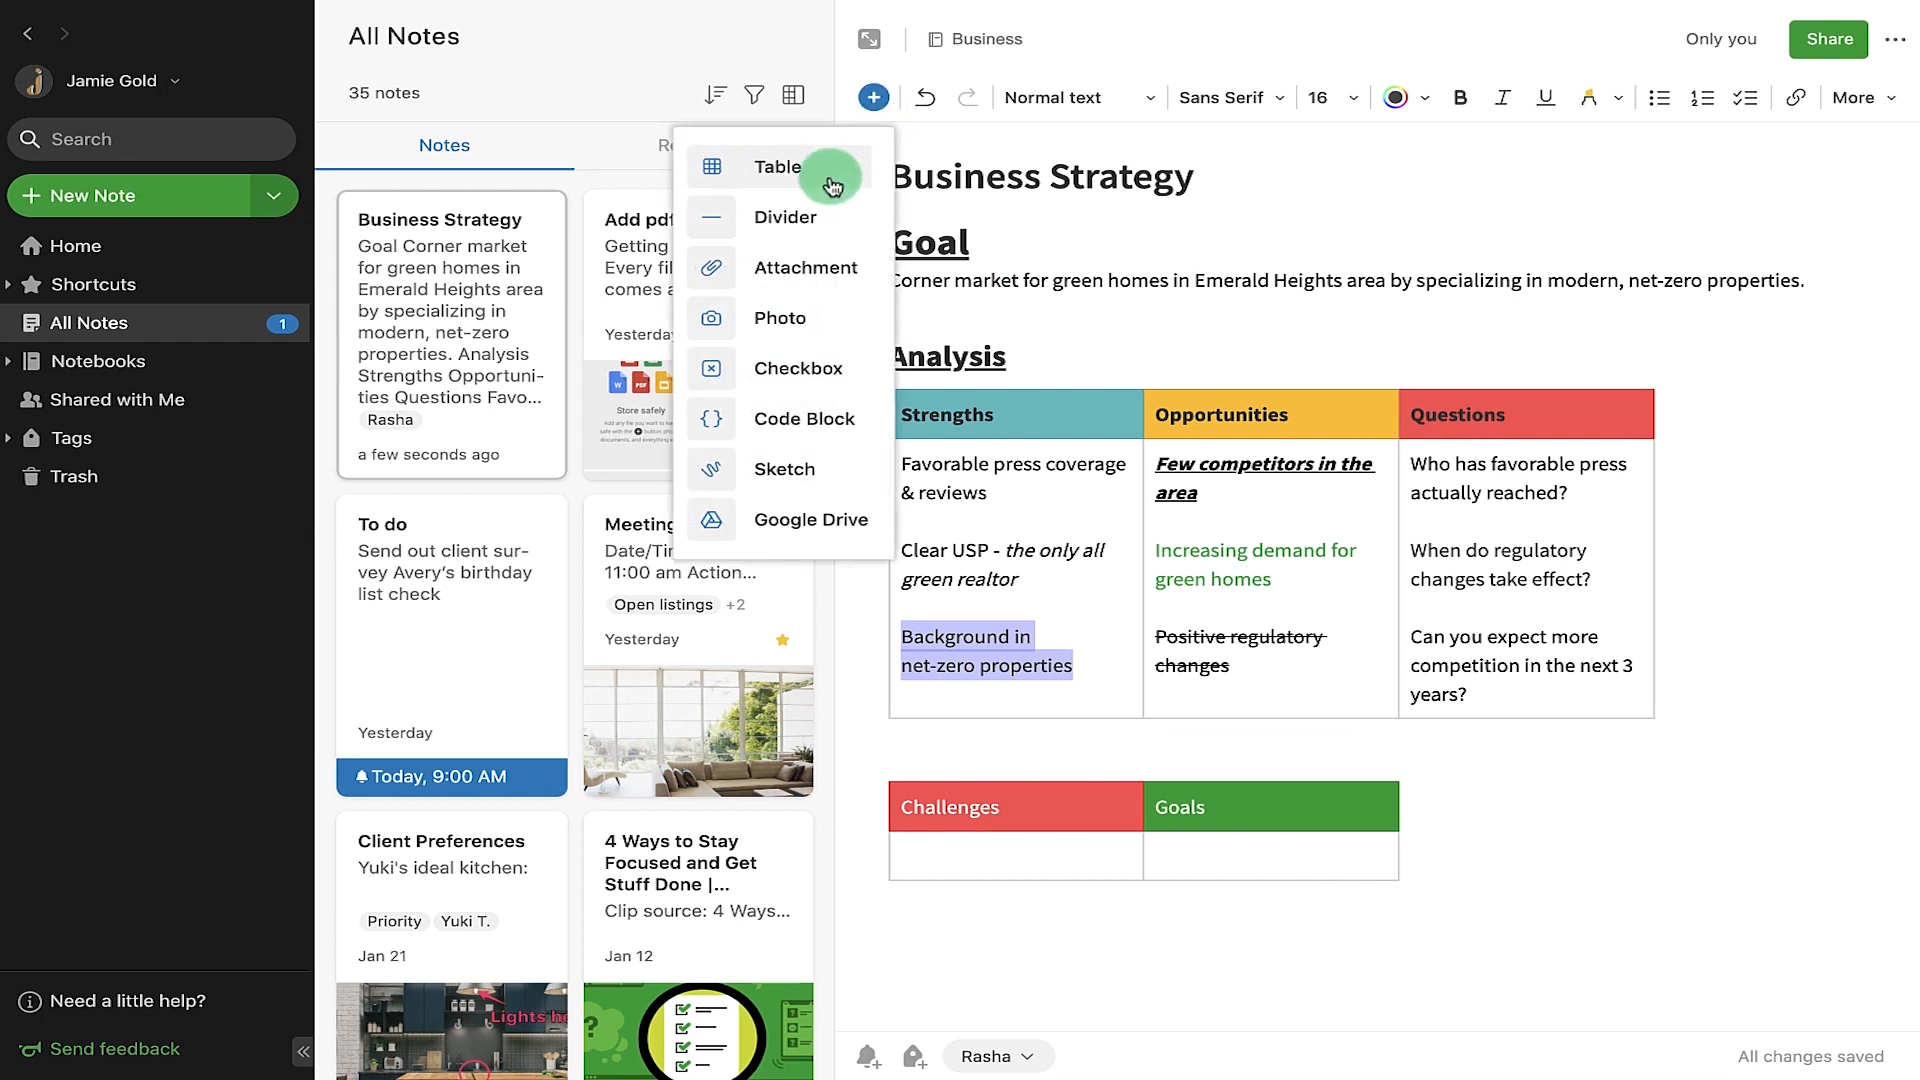 Jamie Gold
Search
New Note
Home
Shortcuts
All Notes
1
Notebooks
Shared with Me
Tags
Trash
Need a little help?
Send feedback
All Notes
35 notes
Notes
Business Strategy
Goal Corner market
for green homes in
Emerald Heights area
by specializing in
modern, net-zero
properties. Analysis
Strengths Opportuni-
ties Questions Favo...
Rasha
a few seconds ago
Add pdf
Getting
Every fil
comes a
Yesterday
W
PDF
Store safely
To do
Send out client sur-
vey Avery's birthday
list check
Yesterday
Today, 9:00 AM
Meeting
Date/Tir
11:00 am Action...
Open listings +2
Yesterday
Client Preferences
Yuki's ideal kitchen:
Priority Yuki T.
Jan 21
Lights he
4 Ways to Stay
Focused and Get
Stuff Done |...
Clip source: 4 Ways...
Jan 12
Table
Divider
Attachment
Photo
Checkbox
Code Block
Sketch
Google Drive
Business
Only you
Share
Normal text
Sans Serif
16
B
I
U
A
More
Business Strategy
Goal
Corner market for green homes in Emerald Heights area by specializing in modern, net-zero properties.
Analysis
Strengths
Opportunities
Questions
Favorable press coverage
& reviews
Clear USP - the only all
green realtor
Background in
net-zero properties
Few competitors in the
area
Increasing demand for
green homes
Positive regulatory
changes
Who has favorable press
actually reached?
When do regulatory
changes take effect?
Can you expect more
competition in the next 3
years?
Challenges
Goals
Rasha
All changes saved